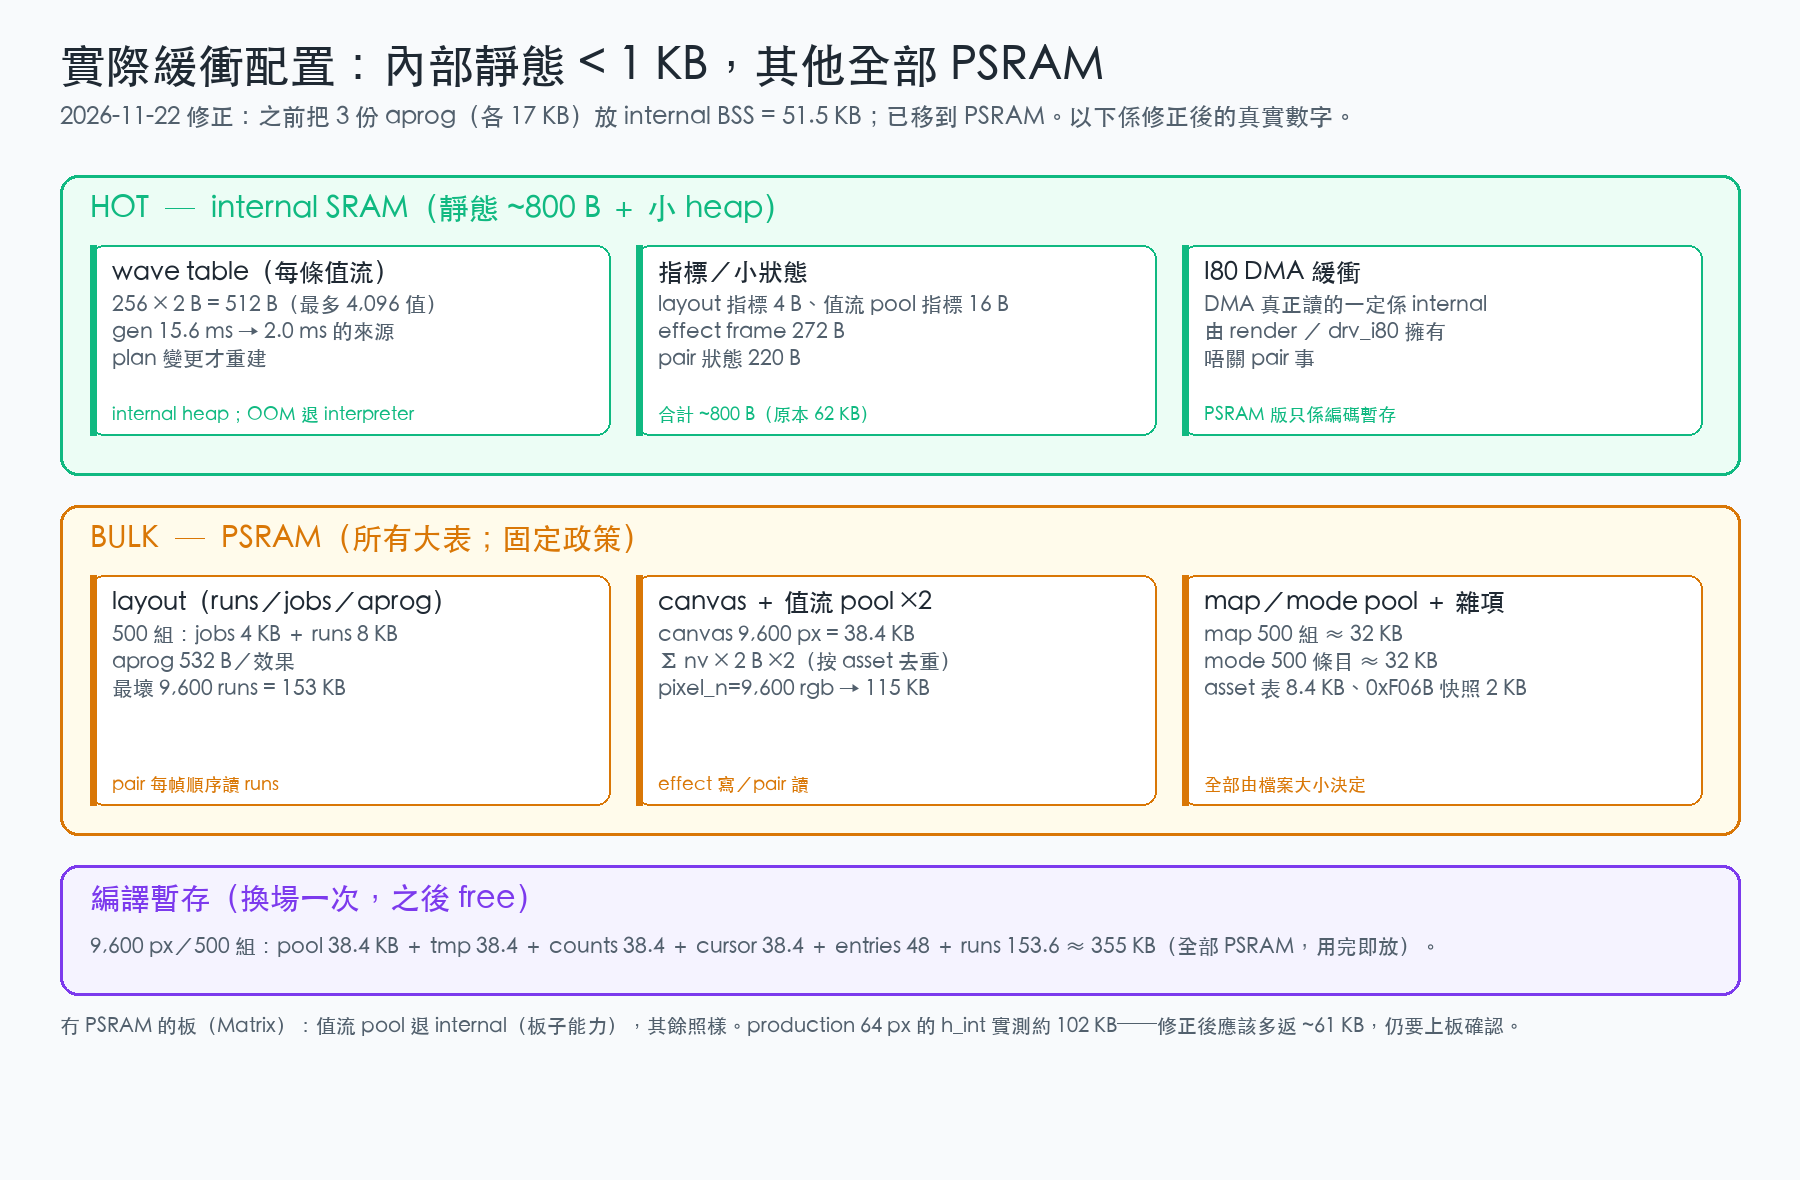 實際緩衝配置：內部靜態 < 1 KB，其他全部 PSRAM
2026-11-22 修正：之前把 3 份 aprog（各 17 KB）放 internal BSS = 51.5 KB；已移到 PSRAM。以下係修正後的真實數字。
HOT — internal SRAM（靜態 ~800 B + 小 heap）
wave table（每條值流）
256 × 2 B = 512 B（最多 4,096 值）
gen 15.6 ms → 2.0 ms 的來源
plan 變更才重建
internal heap；OOM 退 interpreter
指標／小狀態
layout 指標 4 B、值流 pool 指標 16 B
effect frame 272 B
pair 狀態 220 B
合計 ~800 B（原本 62 KB）
I80 DMA 緩衝
DMA 真正讀的一定係 internal
由 render ／ drv_i80 擁有
唔關 pair 事
PSRAM 版只係編碼暫存
BULK — PSRAM（所有大表；固定政策）
layout（runs／jobs／aprog）
500 組：jobs 4 KB + runs 8 KB
aprog 532 B／效果
最壞 9,600 runs = 153 KB
pair 每幀順序讀 runs
canvas + 值流 pool ×2
canvas 9,600 px = 38.4 KB
Σ nv × 2 B ×2（按 asset 去重）
pixel_n=9,600 rgb → 115 KB
effect 寫／pair 讀
map／mode pool + 雜項
map 500 組 ≈ 32 KB
mode 500 條目 ≈ 32 KB
asset 表 8.4 KB、0xF06B 快照 2 KB
全部由檔案大小決定
編譯暫存（換場一次，之後 free）
9,600 px／500 組：pool 38.4 KB + tmp 38.4 + counts 38.4 + cursor 38.4 + entries 48 + runs 153.6 ≈ 355 KB（全部 PSRAM，用完即放）。
冇 PSRAM 的板（Matrix）：值流 pool 退 internal（板子能力），其餘照樣。production 64 px 的 h_int 實測約 102 KB——修正後應該多返 ~61 KB，仍要上板確認。